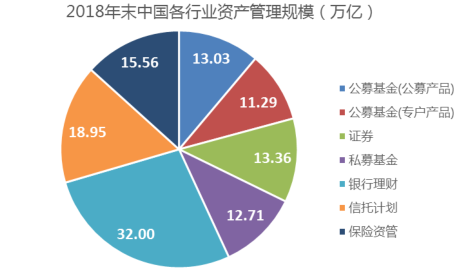 2018年末中国各行业资产管理规模（万亿）
13.03
11.29
13.36
12.71
32.00
18.95
15.56
公募基金(公募产品)
公募基金(专户产品)
证券
私募基金
银行理财
信托计划
保险资管